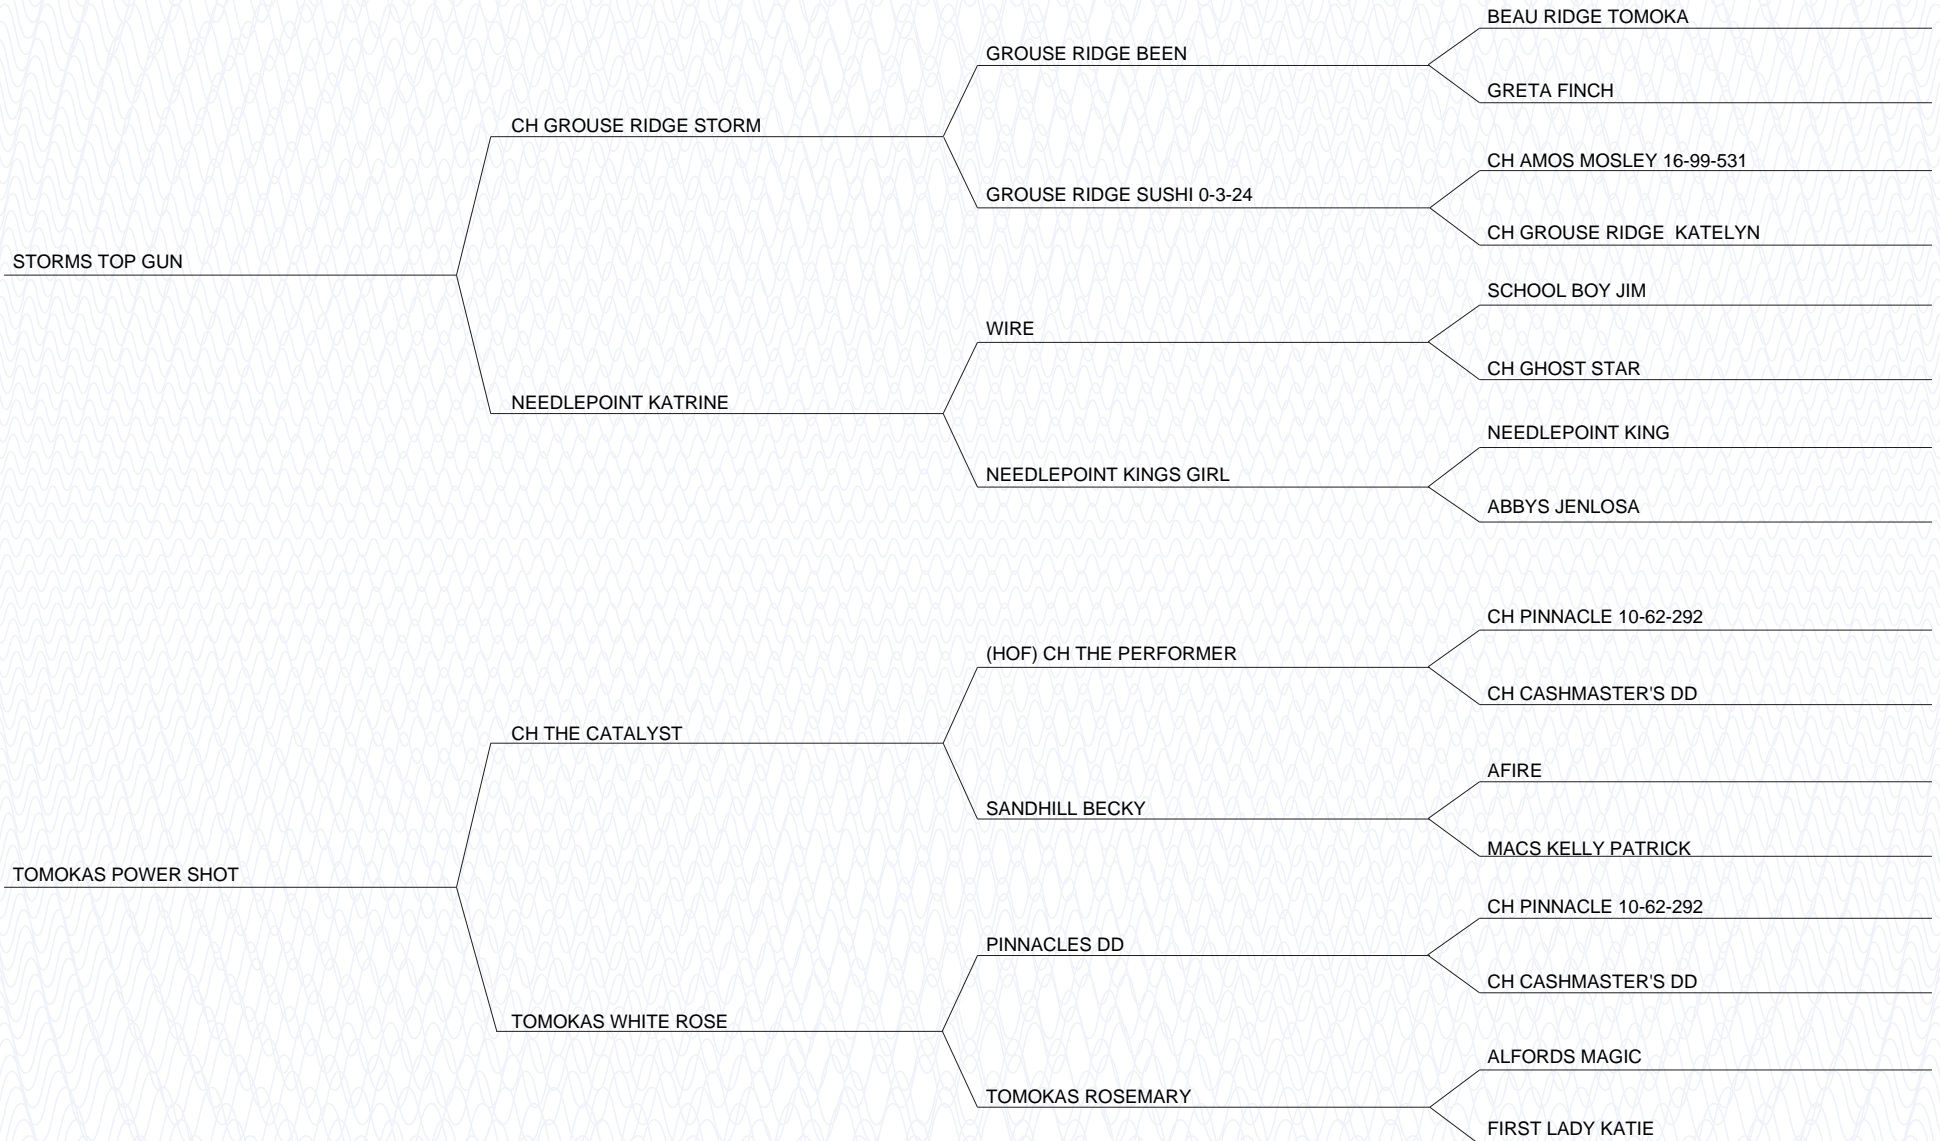 BEAU RIDGE TOMOKA
GROUSE RIDGE BEEN
GRETA FINCH
CH GROUSE RIDGE STORM
CH AMOS MOSLEY 16-99-531
GROUSE RIDGE SUSHI 0-3-24
CH GROUSE RIDGE  KATELYN
STORMS TOP GUN
SCHOOL BOY JIM
WIRE
CH GHOST STAR
NEEDLEPOINT KATRINE
NEEDLEPOINT KING
NEEDLEPOINT KINGS GIRL
ABBYS JENLOSA
CH PINNACLE 10-62-292
(HOF) CH THE PERFORMER
CH CASHMASTER'S DD
CH THE CATALYST
AFIRE
SANDHILL BECKY
MACS KELLY PATRICK
TOMOKAS POWER SHOT
CH PINNACLE 10-62-292
PINNACLES DD
CH CASHMASTER'S DD
TOMOKAS WHITE ROSE
ALFORDS MAGIC
TOMOKAS ROSEMARY
FIRST LADY KATIE